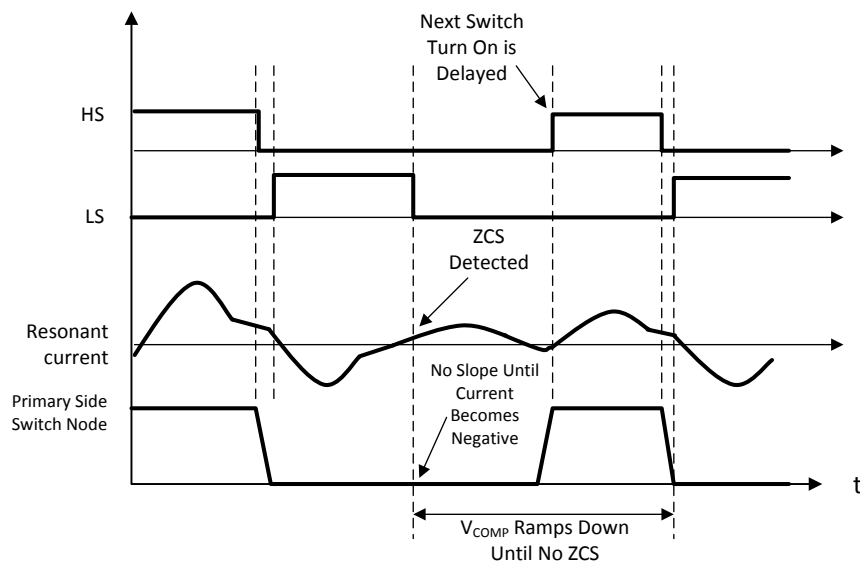 Next Switch
Turn On is
Delayed
HS
LS
ZCS
Detected
Resonant
current
No Slope Until
Current
Becomes
Negative
Primary Side
Switch Node
t
VCOMP Ramps Down
Until No ZCS